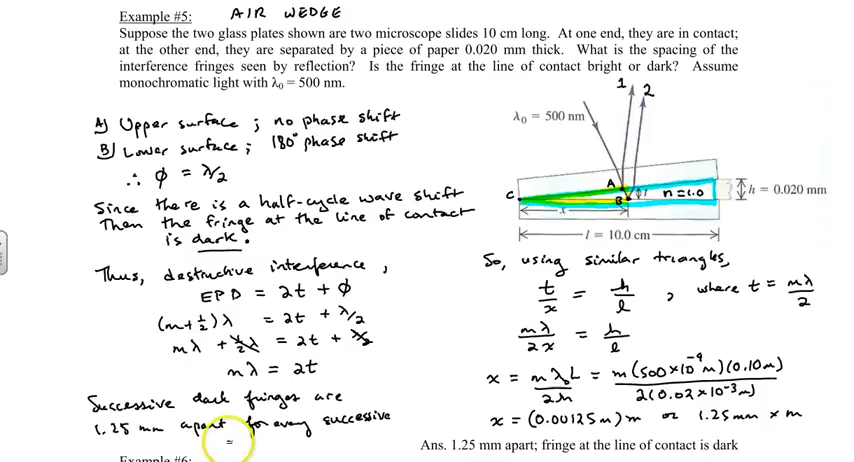 Example #5: AIR WEDGE
Suppose the two glass plates shown are two microscope slides 10 cm long. At one end, they are in contact;
at the other end, they are separated by a piece of paper 0.020 mm thick. What is the spacing of the
interference fringes seen by reflection? Is the fringe at the line of contact bright or dark? Assume
monochromatic light with λ₀ = 500 nm.
A) Upper surface; no phase shift
B) Lower surface; 180° phase shift
∴ φ = λ/2
Since there is a half-cycle wave shift
Then the fringe at the line of contact
is dark.
Thus, destructive interference,
EPD = 2t + φ
(m+½)λ = 2t + λ/2
mλ + ½λ = 2t + λ/2
mλ = 2t
Successive dark fringes are
1.25 mm apart for every successive
1 2
λ₀ = 500 nm
A
C B t n=1.0 h = 0.020 mm
x
l = 10.0 cm
So, using similar triangles,
t/x = h/l , where t = mλ/2
mλ/2x = h/l
x = mλ₀L/2h = m(500×10⁻⁹m)(0.10m)/2(0.02×10⁻³m)
x = (0.00125m)m or 1.25mm × m
Ans. 1.25 mm apart; fringe at the line of contact is dark
Example #6: